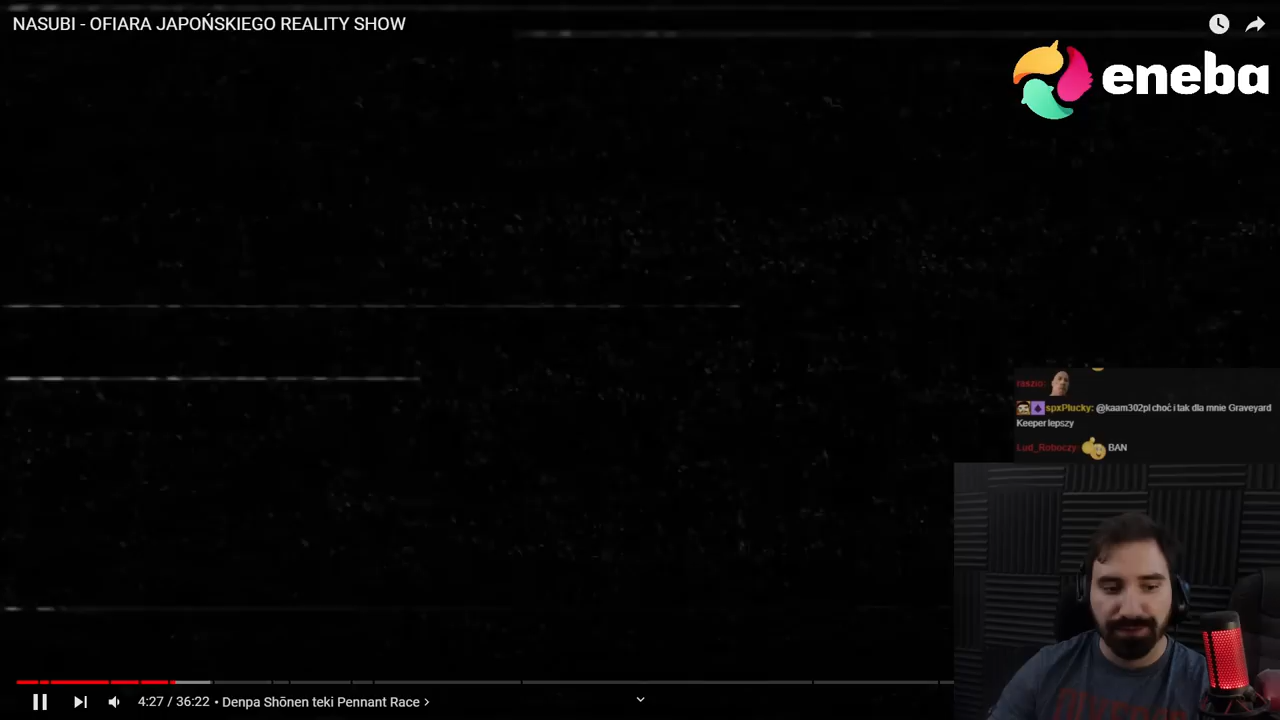 NASUBI - OFIARA JAPOŃSKIEGO REALITY SHOW
eneba
raszio
spxPlucky: @kaam302pl choć i tak dla mnie Graveyard
Keeper lepszy
Lud_Roboczy: BAN
4:27 / 36:22 • Denpa Shōnen teki Pennant Race >